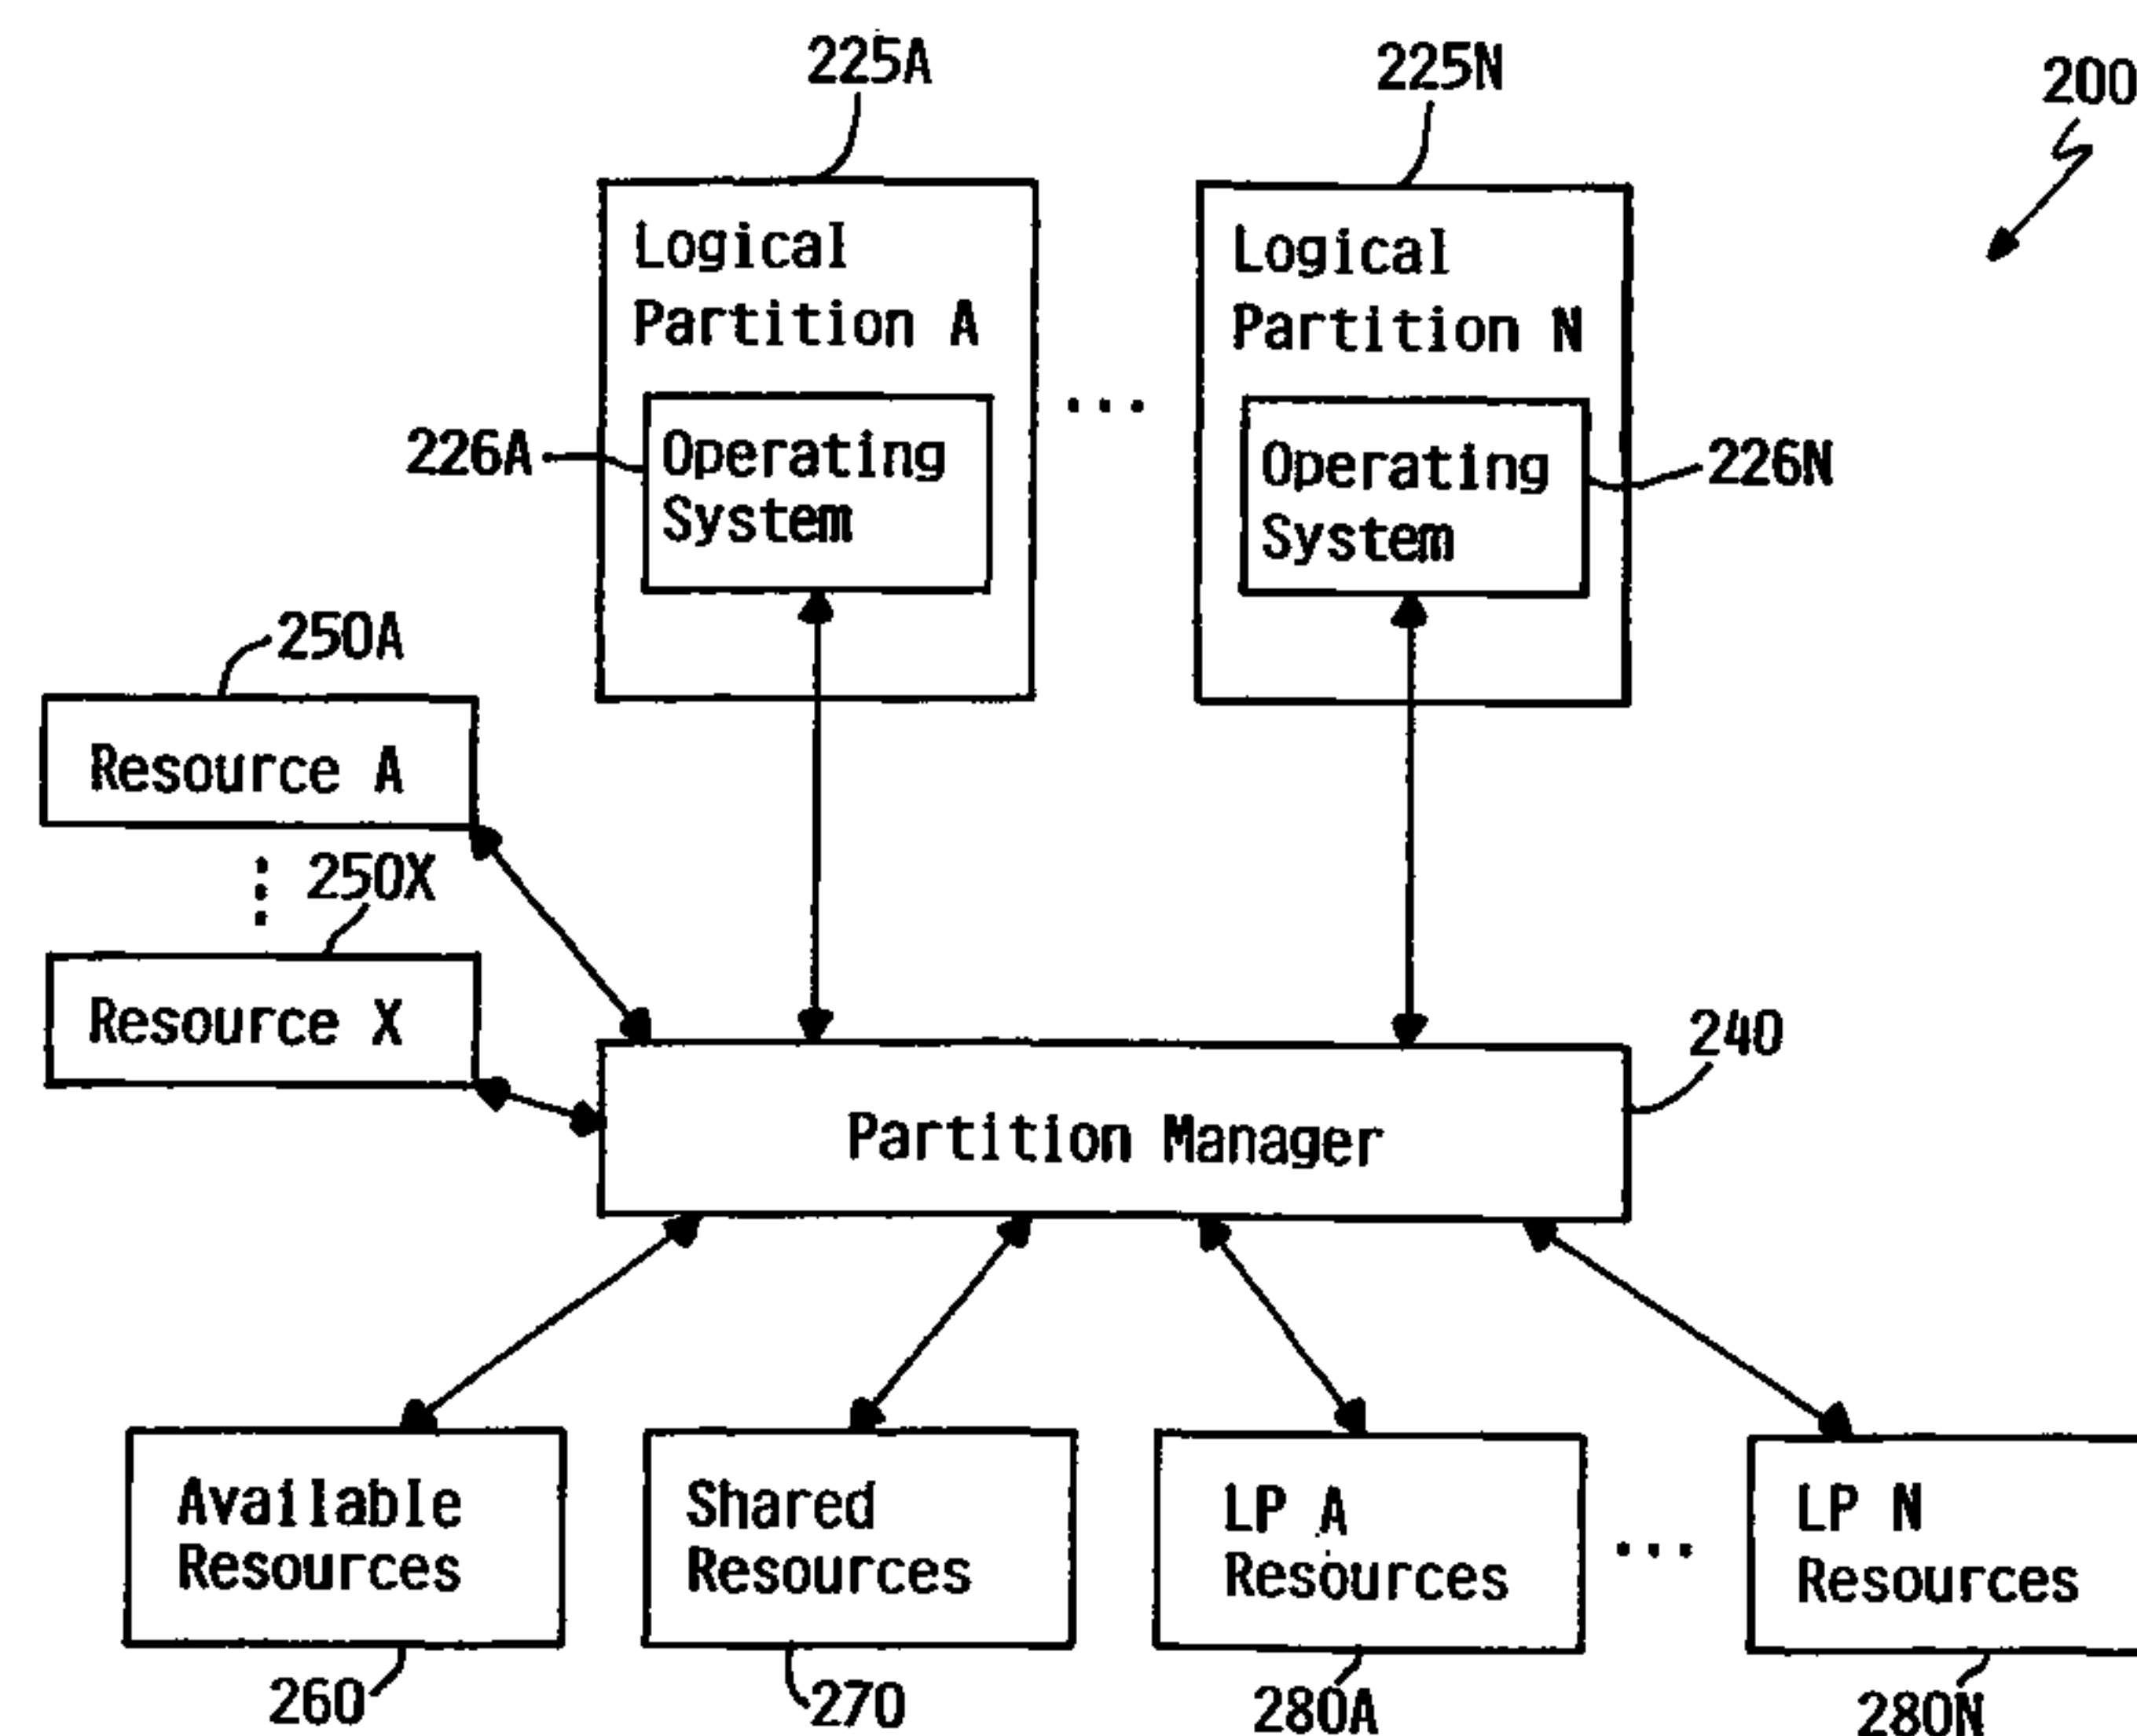 225A
225N
200
Logical
Partition A
Logical
Partition N
...
226A
Operating
System
Operating
System
226N
250A
Resource A
250X
Resource X
240
Partition Manager
Available
Resources
Shared
Resources
LP A
Resources
...
LP N
Resources
260
270
280A
280N